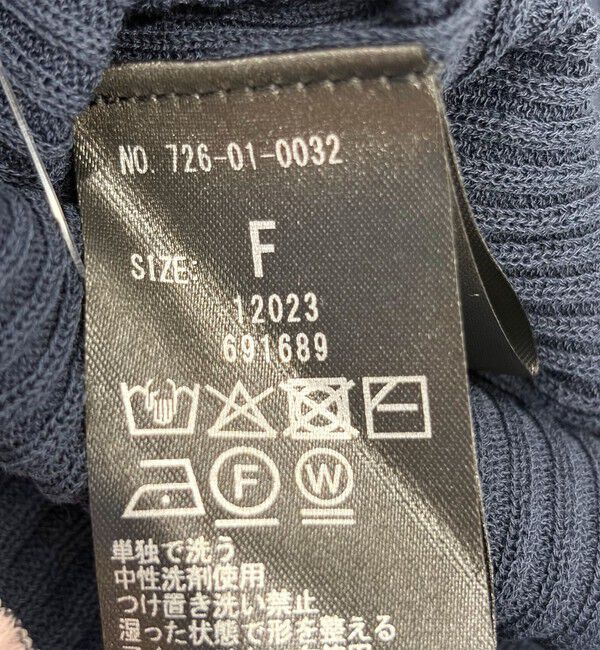 NO. 726-01-0032
SIZE: F
12023
691689
F W
単独で洗う
中性洗剤使用
つけ置き洗い禁止
湿った状態で形を整える